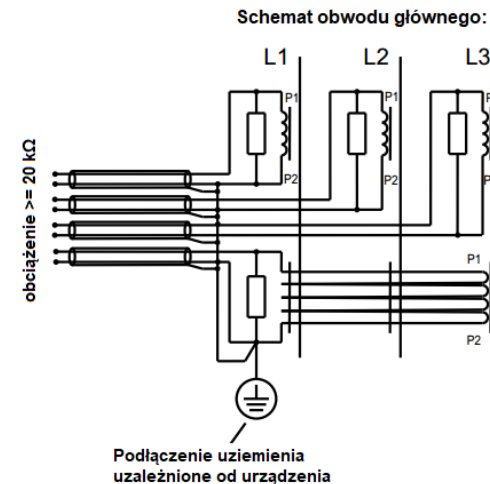 Schemat obwodu głównego:
L1 L2 L3
P1 P1 P
P2 P2 P
obciążenie >= 20 kΩ
P1
P2
Podłączenie uziemienia
uzależnione od urządzenia